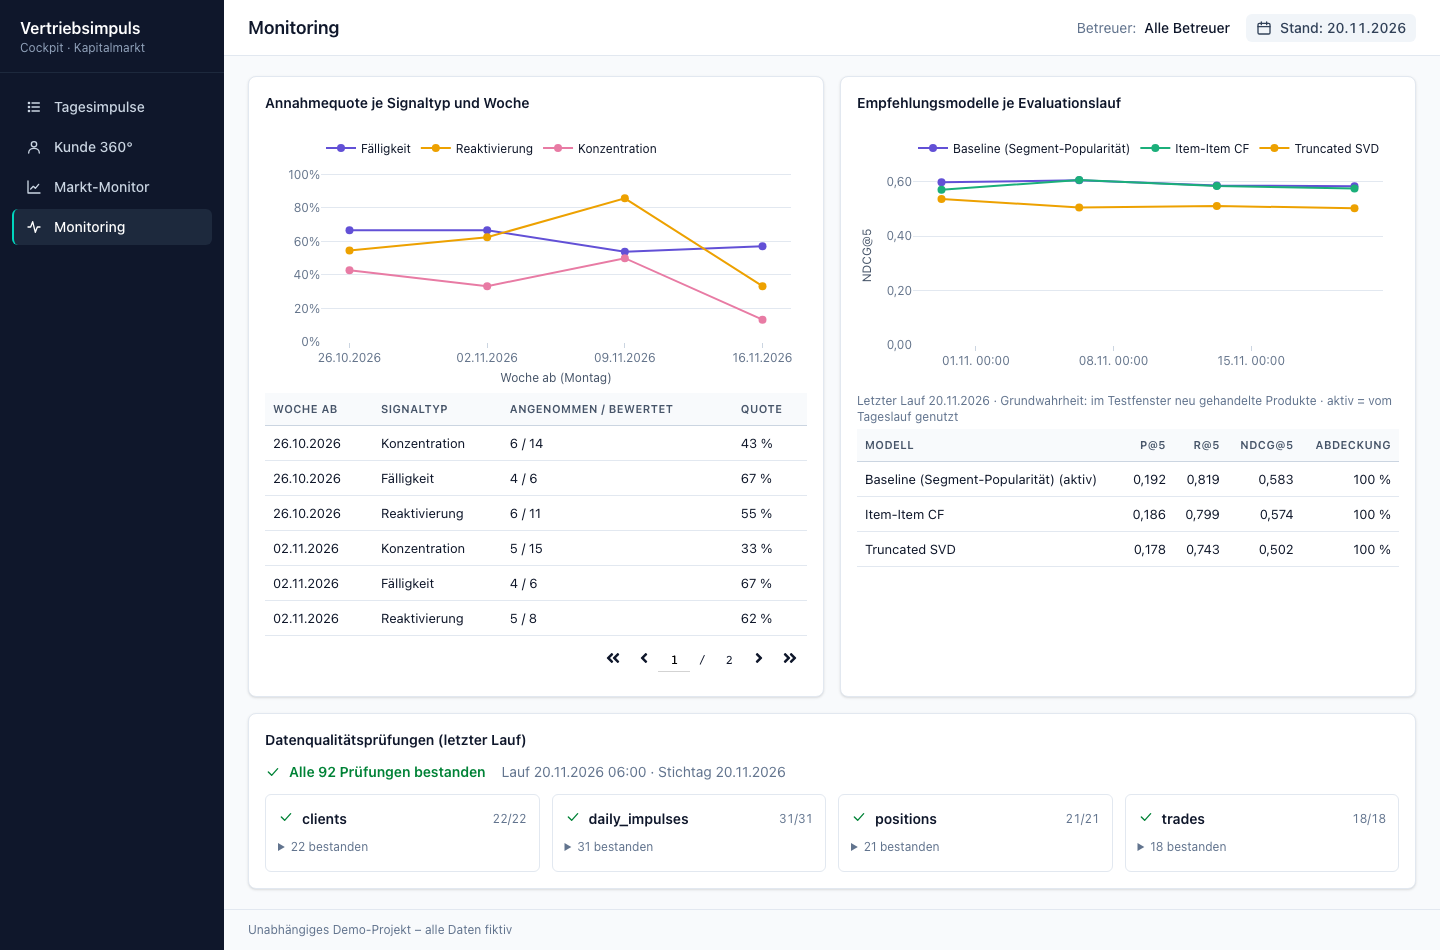 Vertriebsimpuls
Cockpit · Kapitalmarkt
Tagesimpulse
Kunde 360°
Markt-Monitor
Monitoring
Monitoring
Betreuer: Alle Betreuer
Stand: 20.11.2026
Annahmequote je Signaltyp und Woche
Fälligkeit Reaktivierung Konzentration
100%
80%
60%
40%
20%
0%
26.10.2026 02.11.2026 09.11.2026 16.11.2026
Woche ab (Montag)
WOCHE AB SIGNALTYP ANGENOMMEN / BEWERTET QUOTE
26.10.2026 Konzentration 6 / 14 43 %
26.10.2026 Fälligkeit 4 / 6 67 %
26.10.2026 Reaktivierung 6 / 11 55 %
02.11.2026 Konzentration 5 / 15 33 %
02.11.2026 Fälligkeit 4 / 6 67 %
02.11.2026 Reaktivierung 5 / 8 62 %
1 / 2
Empfehlungsmodelle je Evaluationslauf
Baseline (Segment-Popularität) Item-Item CF Truncated SVD
NDCG@5
0,60
0,40
0,20
0,00
01.11. 00:00 08.11. 00:00 15.11. 00:00
Letzter Lauf 20.11.2026 · Grundwahrheit: im Testfenster neu gehandelte Produkte · aktiv = vom
Tageslauf genutzt
MODELL P@5 R@5 NDCG@5 ABDECKUNG
Baseline (Segment-Popularität) (aktiv) 0,192 0,819 0,583 100 %
Item-Item CF 0,186 0,799 0,574 100 %
Truncated SVD 0,178 0,743 0,502 100 %
Datenqualitätsprüfungen (letzter Lauf)
Alle 92 Prüfungen bestanden Lauf 20.11.2026 06:00 · Stichtag 20.11.2026
clients 22/22
22 bestanden
daily_impulses 31/31
31 bestanden
positions 21/21
21 bestanden
trades 18/18
18 bestanden
Unabhängiges Demo-Projekt – alle Daten fiktiv